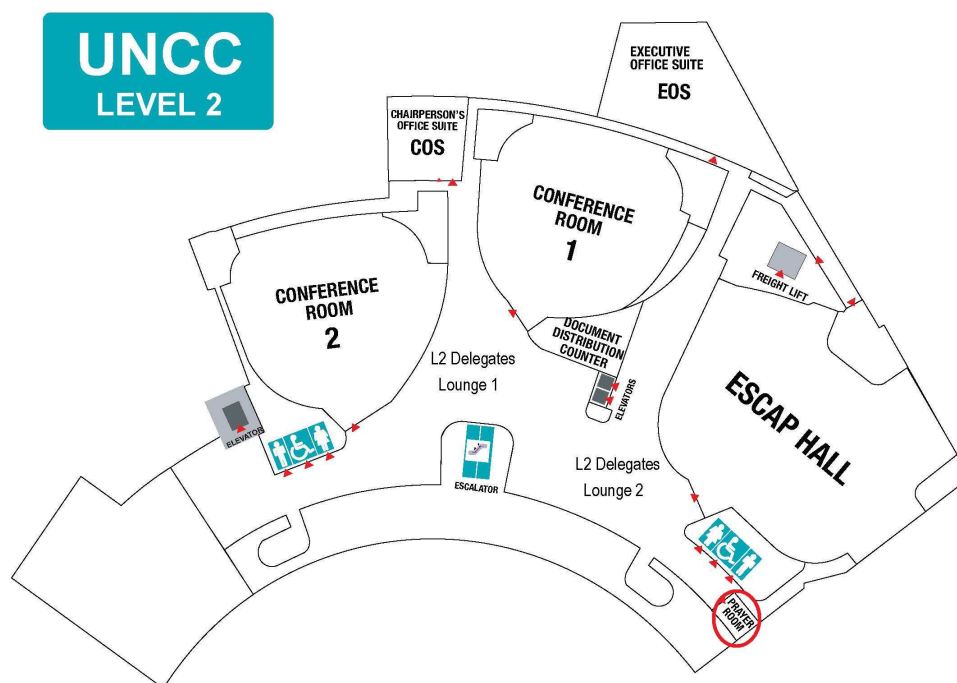 UNCC
LEVEL 2
EXECUTIVE
OFFICE SUITE
EOS
CHAIRPERSON'S
OFFICE SUITE
COS
CONFERENCE
ROOM
1
CONFERENCE
ROOM
2
FREIGHT LIFT
DOCUMENT
DISTRIBUTION
COUNTER
L2 Delegates
Lounge 1
ELEVATORS
ESCAP HALL
ELEVATOR
ESCALATOR
L2 Delegates
Lounge 2
PRAYER
ROOM